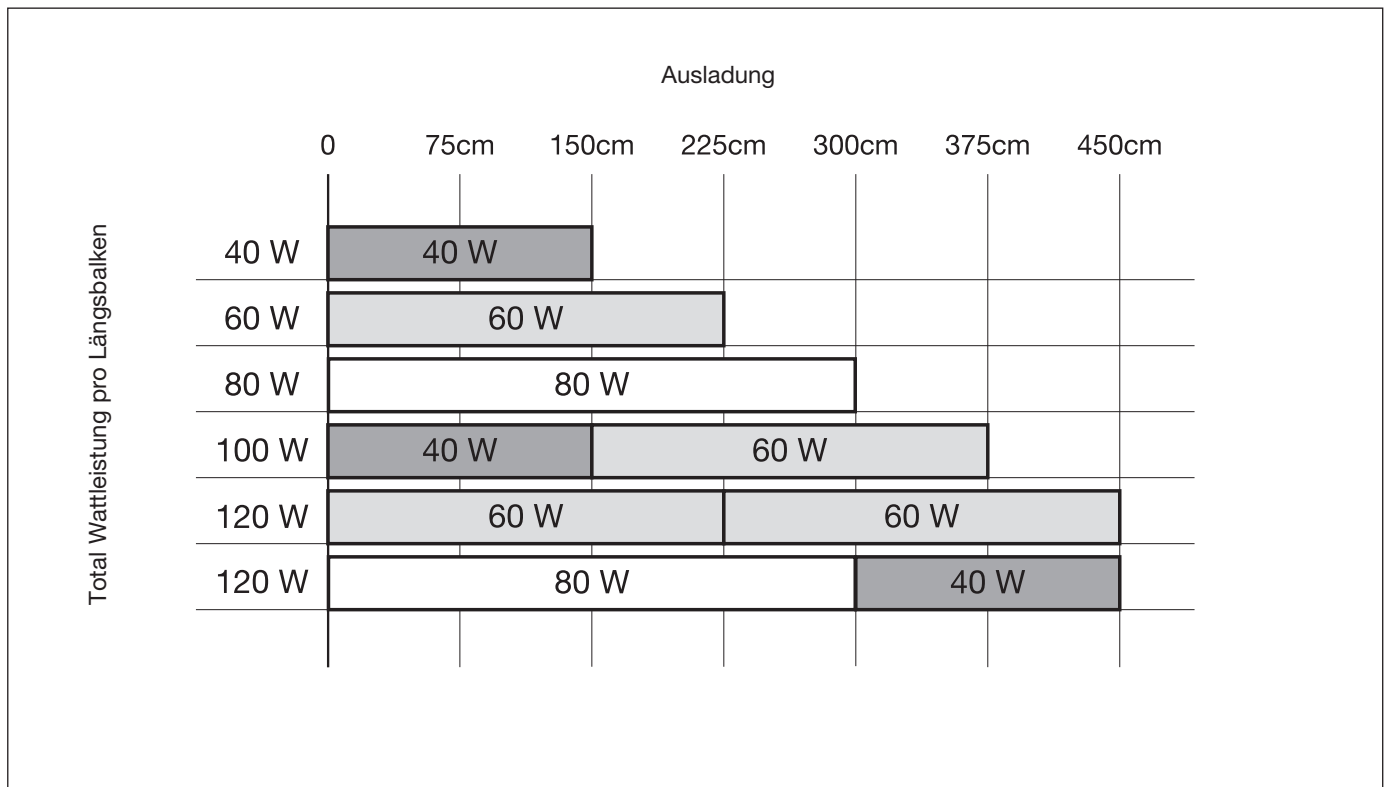 Ausladung
0 75cm 150cm 225cm 300cm 375cm 450cm
Total Wattleistung pro Längsbalken
40 W 40 W
60 W 60 W
80 W 80 W
100 W 40 W 60 W
120 W 60 W 60 W
120 W 80 W 40 W